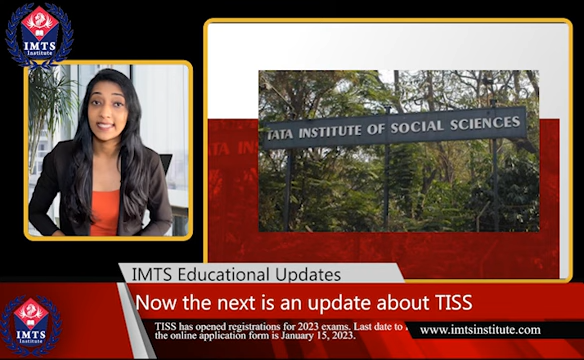 IMTS
Institute
TATA INSTITUTE OF SOCIAL SCIENCES
IMTS Educational Updates
Now the next is an update about TISS
TISS has opened registrations for 2023 exams. Last date to
the online application form is January 15, 2023.
www.imtsinstitute.com
IMTS
Institute